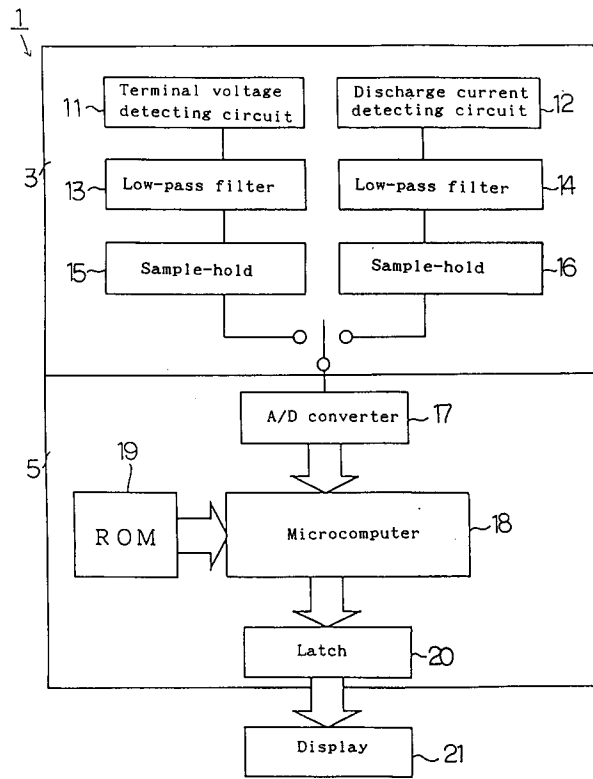 1
Terminal voltage
detecting circuit
11
Discharge current
detecting circuit
12
3
Low-pass filter
13
Low-pass filter
14
Sample-hold
15
Sample-hold
16
A/D converter
17
5
19
ROM
Microcomputer
18
Latch
20
Display
21